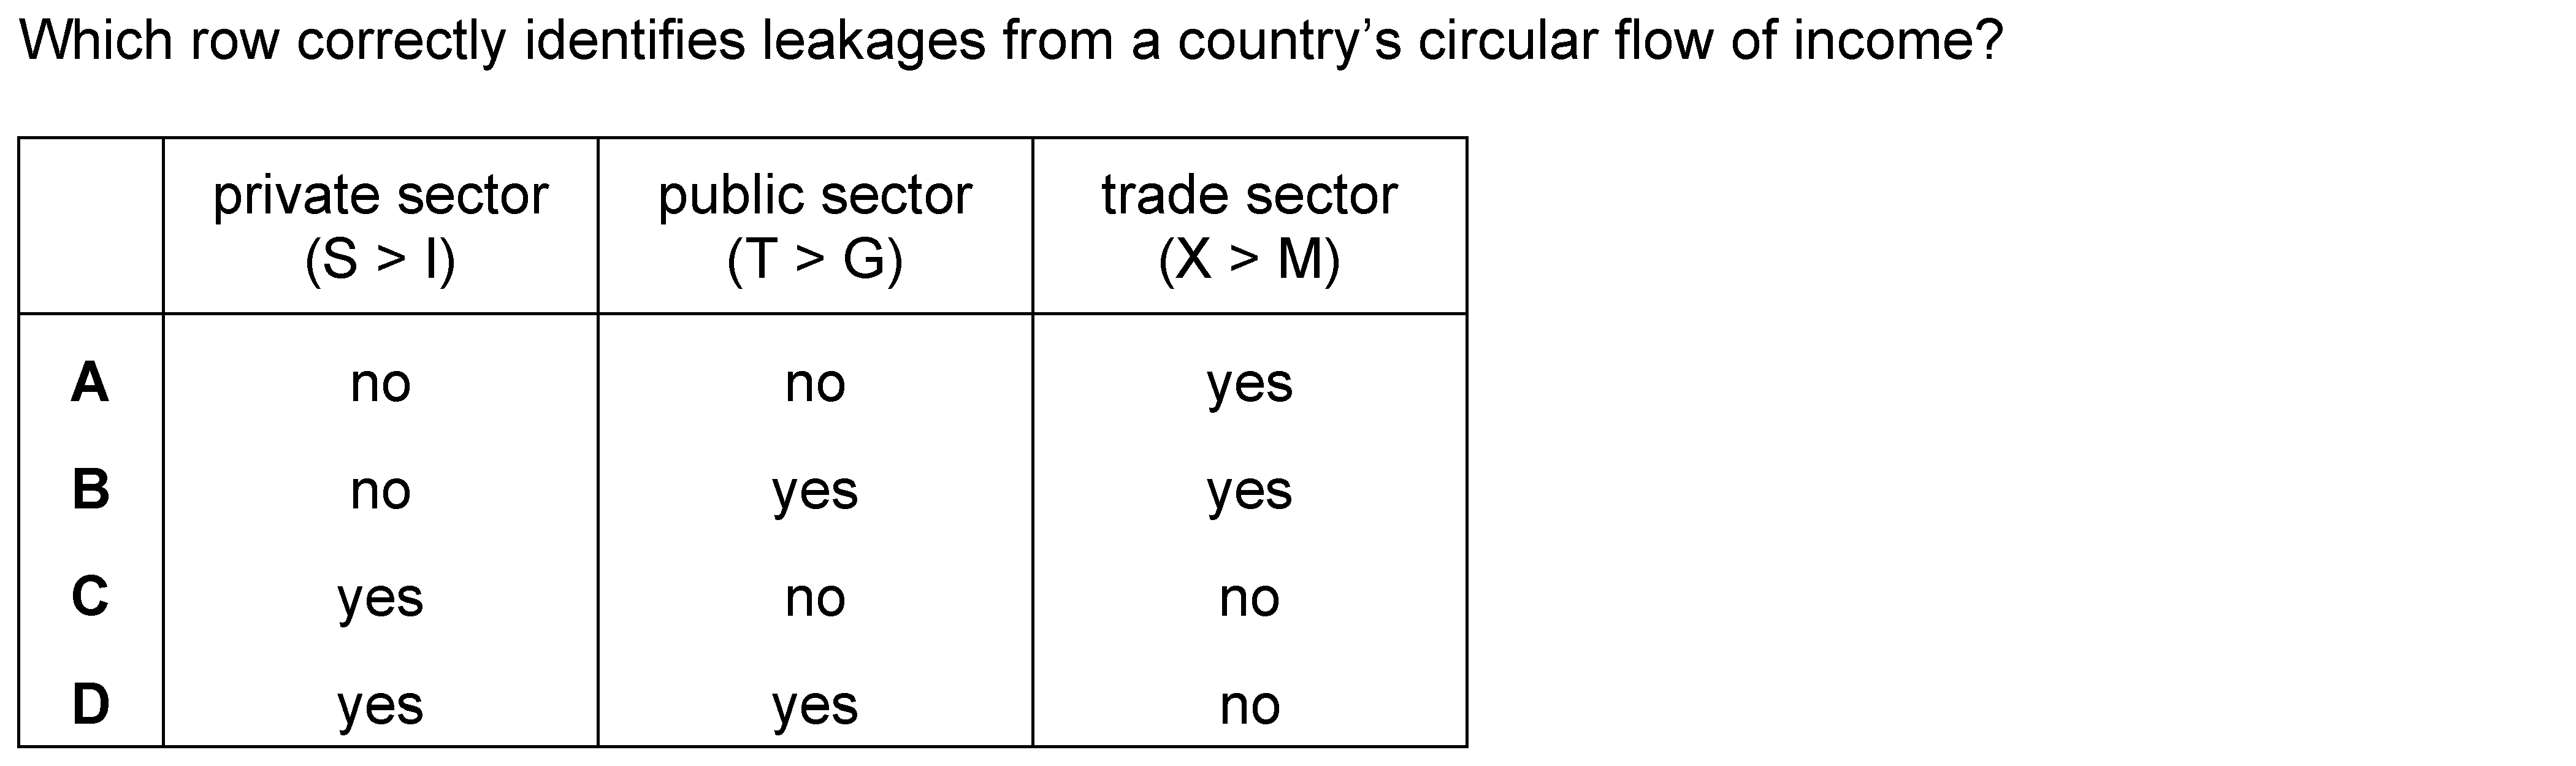 Which row correctly identifies leakages from a country’s circular flow of income?
private sector public sector trade sector
(S > I) (T > G) (X > M)
A no no yes
B no yes yes
C yes no no
D yes yes no